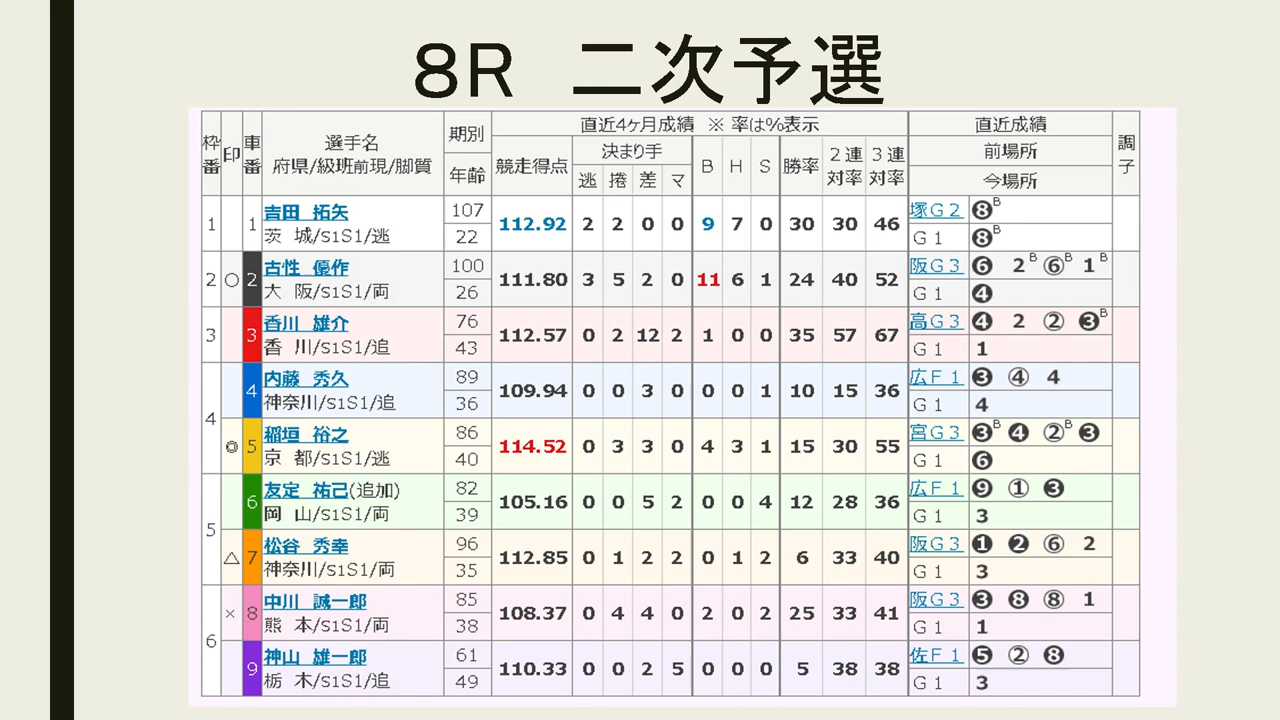 8R 二次予選
枠番 印 車番 選手名 府県/級班前現/脚質 期別 年齢 直近4ヶ月成績 ※ 率は%表示 直近成績 調子
競走得点 決まり手 B H S 勝率 2連対率 3連対率 前場所
逃 捲 差 マ 今場所
1 1 吉田 拓矢 107 112.92 2 2 0 0 9 7 0 30 30 46 塚G2 ❽B
茨 城/S1S1/逃 22 G1 ❽B
2 ○ 2 古性 優作 100 111.80 3 5 2 0 11 6 1 24 40 52 阪G3 ❻ 2B ⑥B 1B
大 阪/S1S1/両 26 G1 ❹
3 3 香川 雄介 76 112.57 0 2 12 2 1 0 0 35 57 67 高G3 ❹ 2 ② ❸B
香 川/S1S1/追 43 G1 1
4 4 内藤 秀久 89 109.94 0 0 3 0 0 0 1 10 15 36 広F1 ❸ ④ 4
神奈川/S1S1/追 36 G1 4
◎ 5 稲垣 裕之 86 114.52 0 3 3 0 4 3 1 15 30 55 宮G3 ❸B ❹ ②B ❸
京 都/S1S1/逃 40 G1 ❻
5 6 友定 祐己(追加) 82 105.16 0 0 5 2 0 0 4 12 28 36 広F1 ❾ ① ❸
岡 山/S1S1/両 39 G1 3
△ 7 松谷 秀幸 96 112.85 0 1 2 2 0 1 2 6 33 40 阪G3 ❶ ❷ ⑥ 2
神奈川/S1S1/両 35 G1 3
6 × 8 中川 誠一郎 85 108.37 0 4 4 0 2 0 2 25 33 41 阪G3 ❸ ❽ ⑧ 1
熊 本/S1S1/両 38 G1 1
9 神山 雄一郎 61 110.33 0 0 2 5 0 0 0 5 38 38 佐F1 ❺ ② ❽
栃 木/S1S1/追 49 G1 3